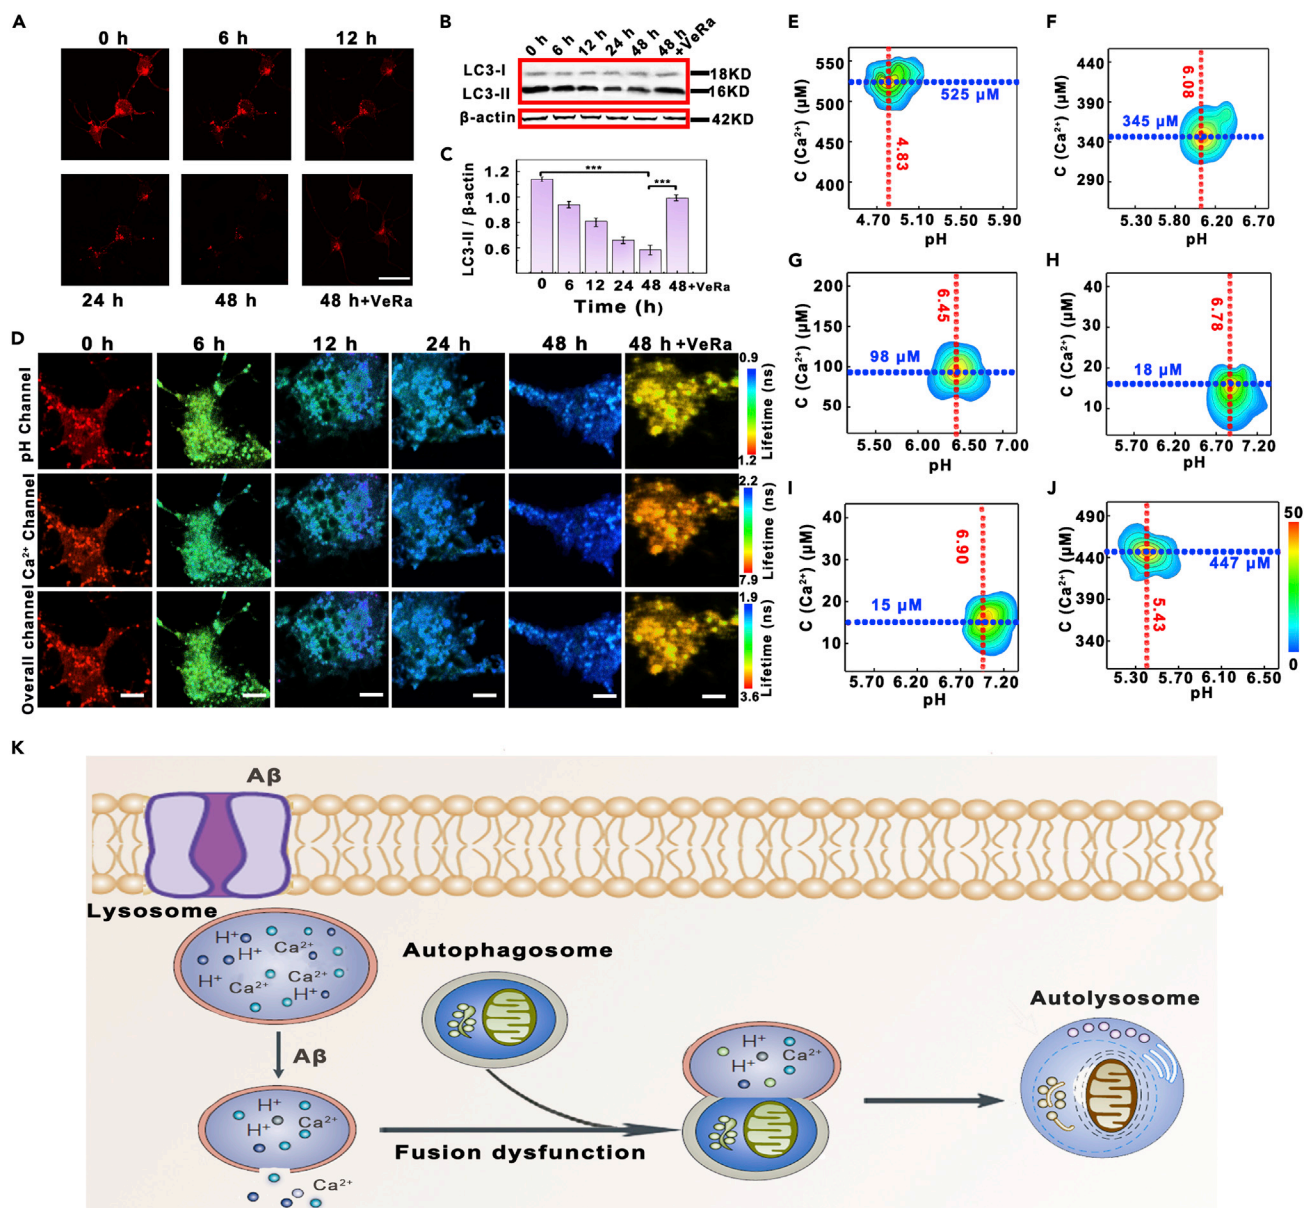 A
0 h
6 h
12 h
24 h
48 h
48 h+VeRa
B
0 h
6 h
12 h
24 h
48 h
48 h
+VeRa
LC3-I
18KD
LC3-II
16KD
β-actin
42KD
C
LC3-II / β-actin
1.2
1.0
0.8
0.6
***
***
0
6
12
24
48
48+VeRa
Time (h)
D
0 h
6 h
12 h
24 h
48 h
48 h +VeRa
pH Channel
Ca²⁺ Channel
Overall channel
0.9
Lifetime (ns)
1.2
2.2
Lifetime (ns)
7.9
1.9
Lifetime (ns)
3.6
E
C (Ca²⁺) (μM)
550
500
450
400
525 μM
4.83
4.70 5.10 5.50 5.90
pH
F
C (Ca²⁺) (μM)
440
390
340
290
345 μM
6.08
5.30 5.80 6.20 6.70
pH
G
C (Ca²⁺) (μM)
200
150
100
50
98 μM
6.45
5.50 6.00 6.50 7.00
pH
H
C (Ca²⁺) (μM)
40
30
20
10
18 μM
6.78
5.70 6.20 6.70 7.20
pH
I
C (Ca²⁺) (μM)
40
30
20
10
15 μM
6.90
5.70 6.20 6.70 7.20
pH
J
C (Ca²⁺) (μM)
490
440
390
340
447 μM
5.43
5.30 5.70 6.10 6.50
pH
50
0
K
Aβ
Lysosome
H⁺
H⁺
Ca²⁺
H⁺
Ca²⁺
Ca²⁺
H⁺
Aβ
H⁺
H⁺
Ca²⁺
Ca²⁺
Autophagosome
Fusion dysfunction
H⁺
H⁺
Ca²⁺
Autolysosome